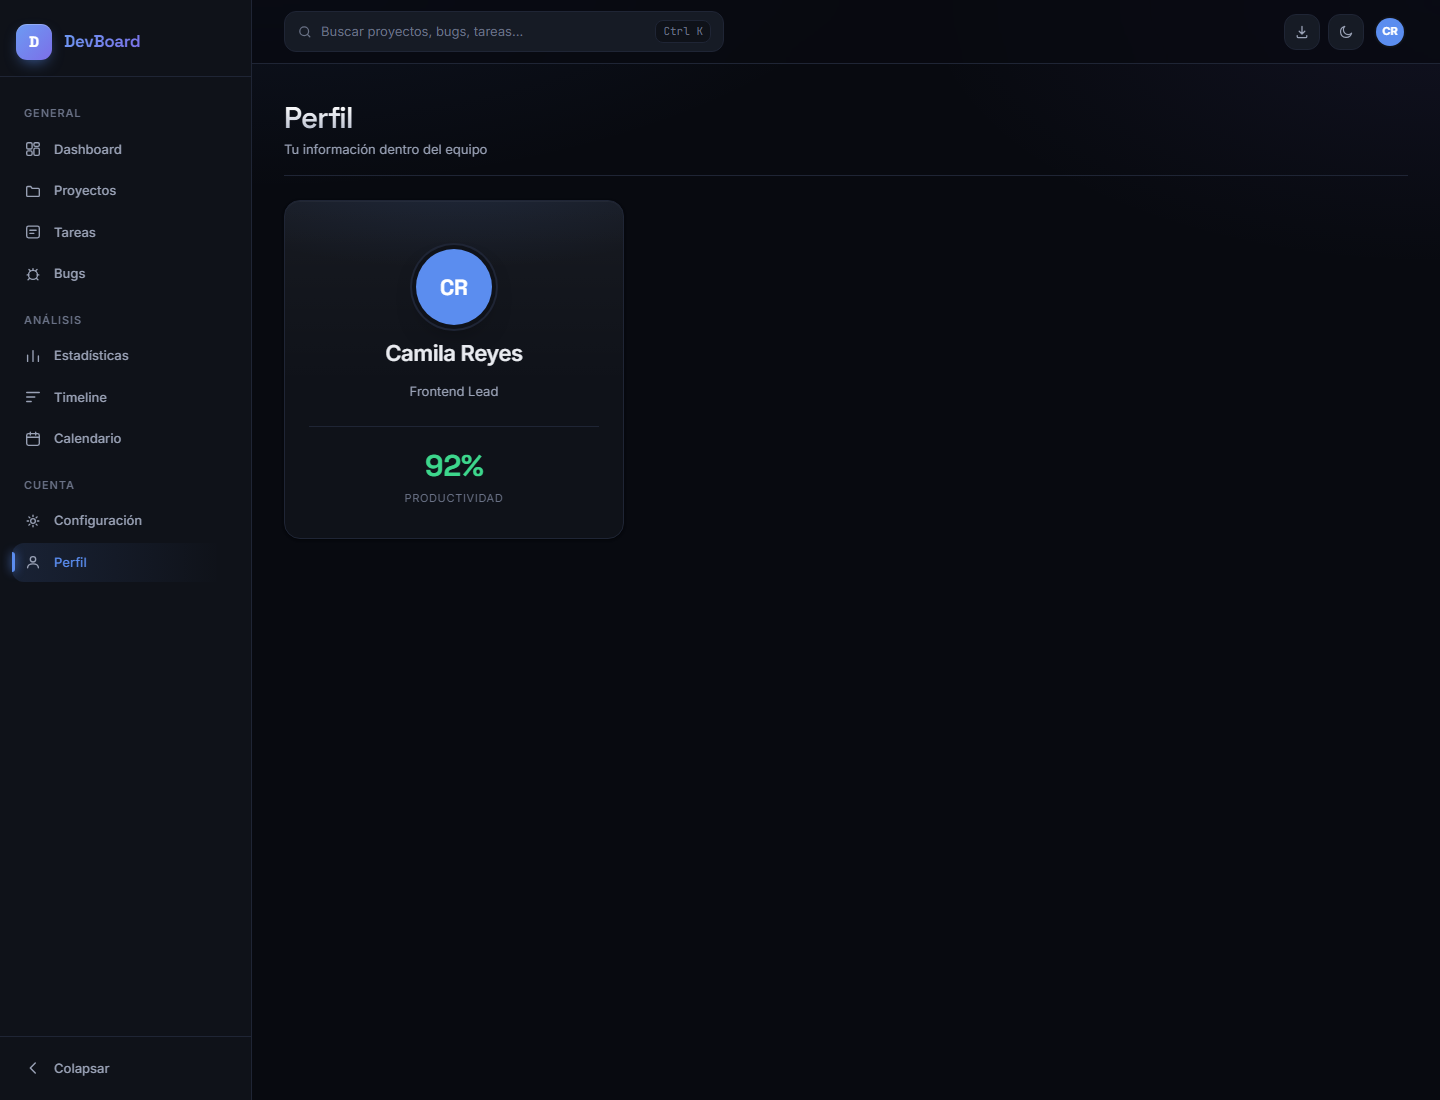 D DevBoard
GENERAL
Dashboard
Proyectos
Tareas
Bugs
ANÁLISIS
Estadísticas
Timeline
Calendario
CUENTA
Configuración
Perfil
Colapsar
Buscar proyectos, bugs, tareas... Ctrl K
CR
Perfil
Tu información dentro del equipo
CR
Camila Reyes
Frontend Lead
92%
PRODUCTIVIDAD